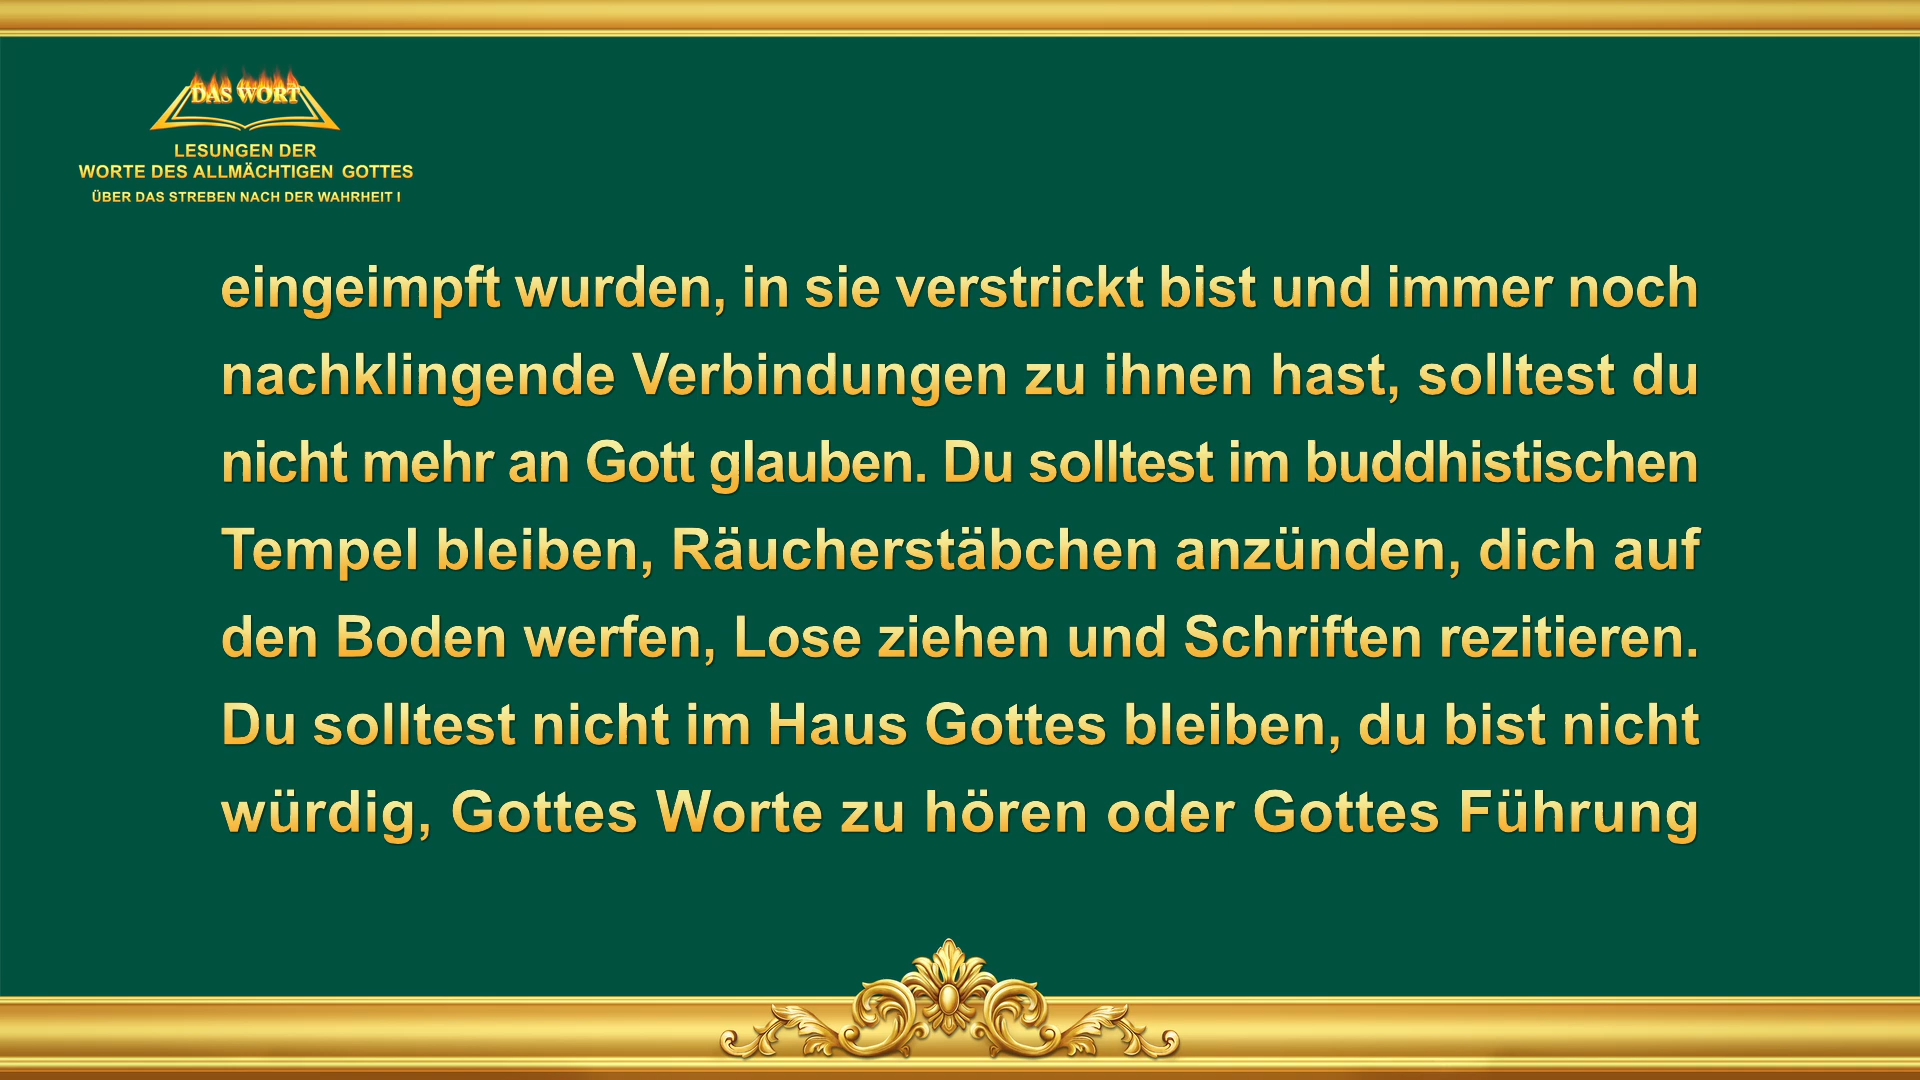 DAS WORT
LESUNGEN DER
WORTE DES ALLMÄCHTIGEN GOTTES
ÜBER DAS STREBEN NACH DER WAHRHEIT I
eingeimpft wurden, in sie verstrickt bist und immer noch
nachklingende Verbindungen zu ihnen hast, solltest du
nicht mehr an Gott glauben. Du solltest im buddhistischen
Tempel bleiben, Räucherstäbchen anzünden, dich auf
den Boden werfen, Lose ziehen und Schriften rezitieren.
Du solltest nicht im Haus Gottes bleiben, du bist nicht
würdig, Gottes Worte zu hören oder Gottes Führung